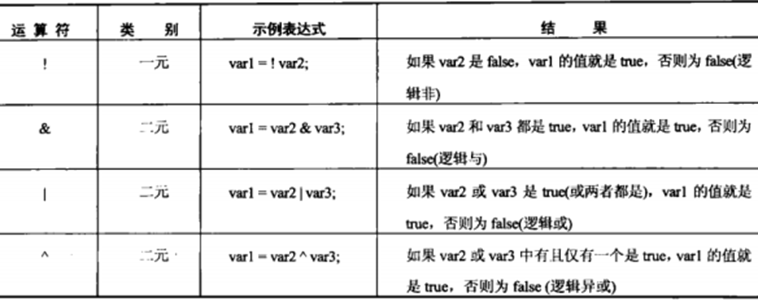 运 算 符 类 别 示例表达式 结 果
! 一元 var1 = ! var2; 如果 var2 是 false，var1 的值就是 true，否则为 false(逻
辑非)
& 二元 var1 = var2 & var3; 如果 var2 和 var3 都是 true, var1 的值就是 true，否则为
false(逻辑与)
| 二元 var1 = var2 | var3; 如果 var2 或 var3 是 true(或两者都是)，var1 的值就是
true，否则为 false(逻辑或)
^ 二元 var1 = var2 ^ var3; 如果 var2 或 var3 中有且仅有一个是 true, var1 的值就
是 true，否则为 false (逻辑异或)